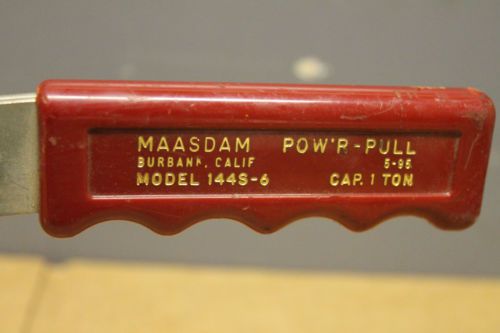 MAASDAM POW'R-PULL
BURBANK, CALIF 5-95
MODEL 144S-6 CAP. 1 TON